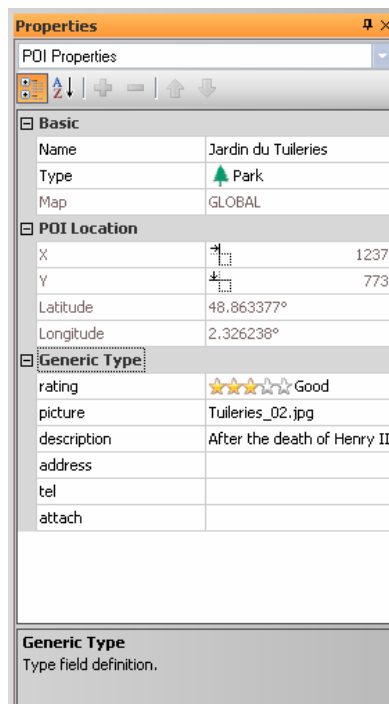 Properties
POI Properties
Basic
Name Jardin du Tuileries
Type Park
Map GLOBAL
POI Location
X 1237
Y 773
Latitude 48.863377°
Longitude 2.326238°
Generic Type
rating Good
picture Tuileries_02.jpg
description After the death of Henry II
address
tel
attach
Generic Type
Type field definition.